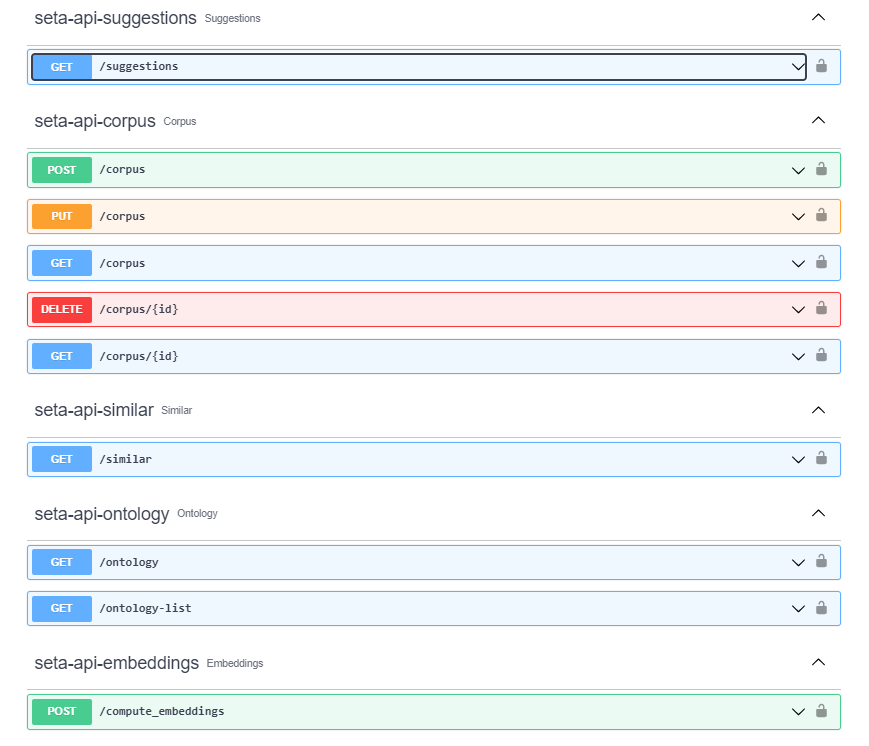 seta-api-suggestions Suggestions
GET /suggestions
seta-api-corpus Corpus
POST /corpus
PUT /corpus
GET /corpus
DELETE /corpus/{id}
GET /corpus/{id}
seta-api-similar Similar
GET /similar
seta-api-ontology Ontology
GET /ontology
GET /ontology-list
seta-api-embeddings Embeddings
POST /compute_embeddings